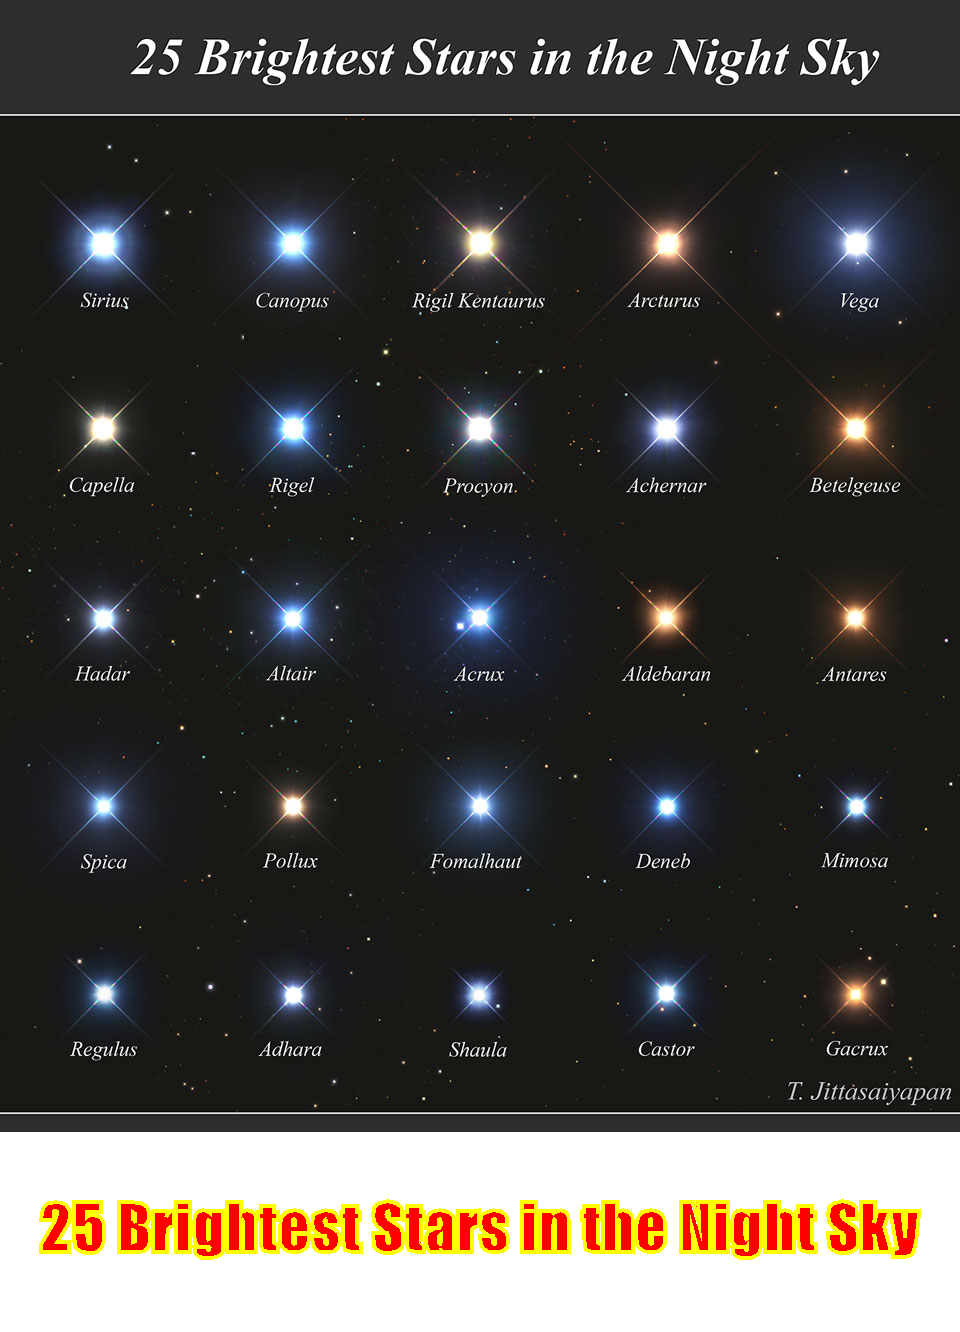 25 Brightest Stars in the Night Sky
Sirius Canopus Rigil Kentaurus Arcturus Vega
Capella Rigel Procyon Achernar Betelgeuse
Hadar Altair Acrux Aldebaran Antares
Spica Pollux Fomalhaut Deneb Mimosa
Regulus Adhara Shaula Castor Gacrux
T. Jittasaiyapan
25 Brightest Stars in the Night Sky